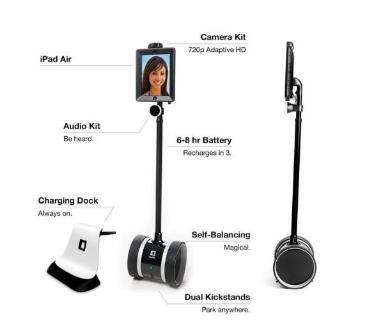 Camera Kit
720p Adaptive HD
iPad Air
Audio Kit
Be heard.
6-8 hr Battery
Recharges in 3.
Charging Dock
Always on.
Self-Balancing
Magical.
Dual Kickstands
Park anywhere.